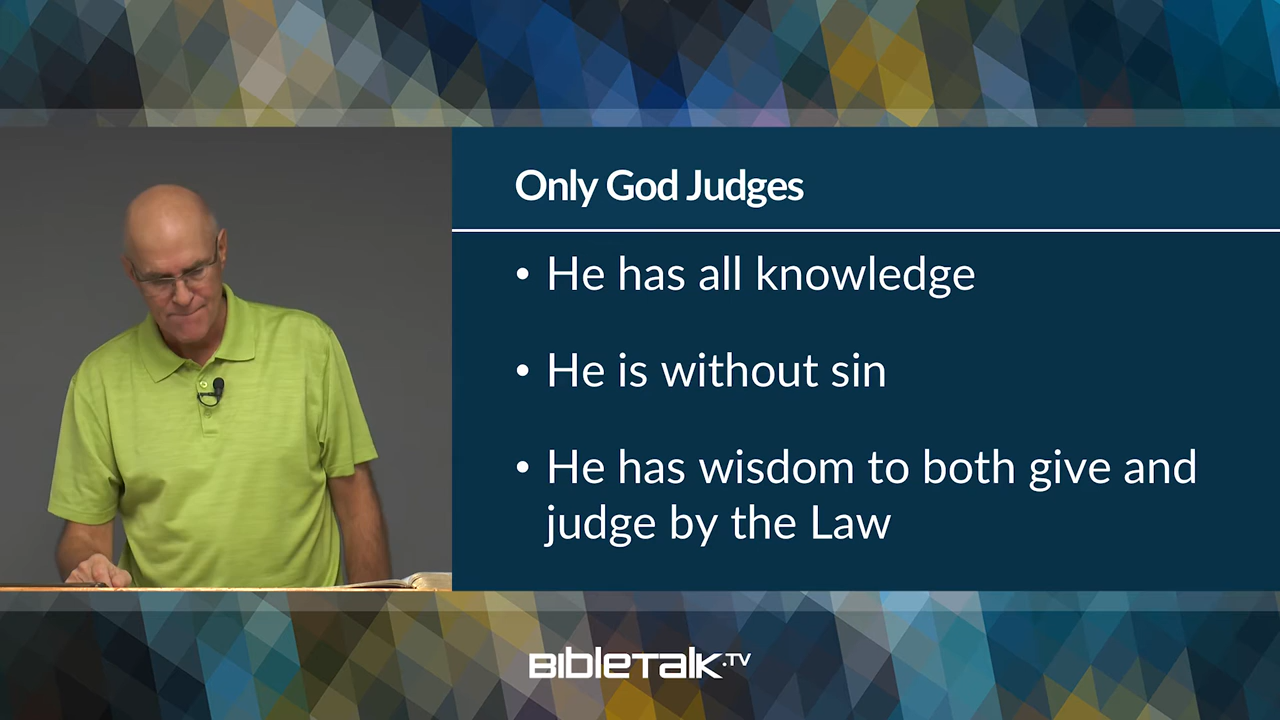 Only God Judges
• He has all knowledge
• He is without sin
• He has wisdom to both give and
judge by the Law
BIBLETALK.TV